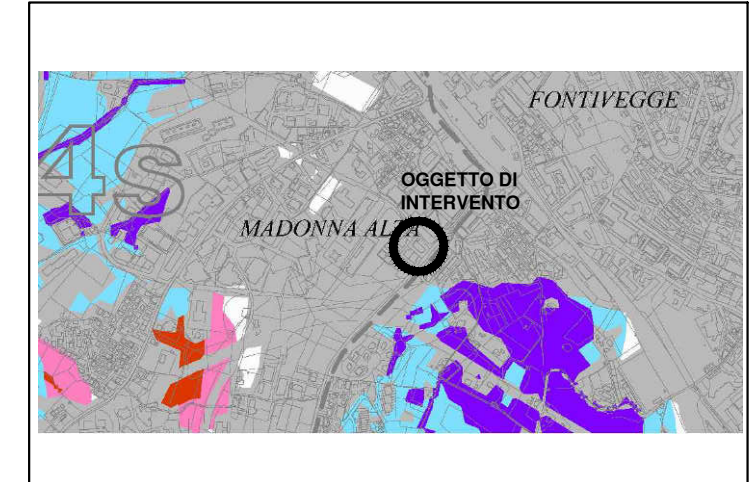 FONTIVEGGE
4s
OGGETTO DI
INTERVENTO
MADONNA ALTA